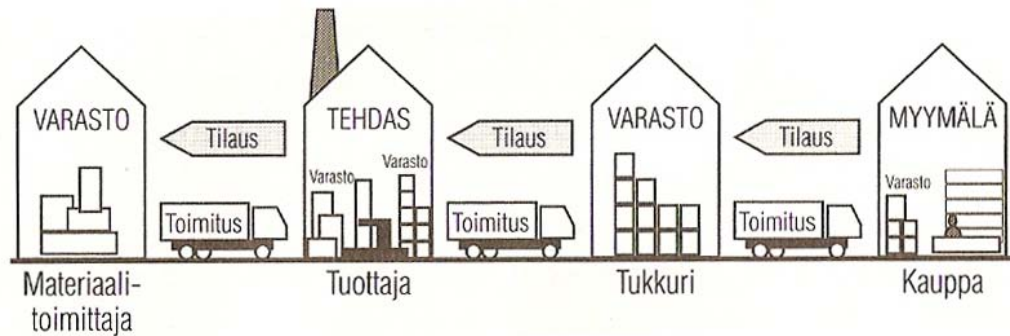 VARASTO
Tilaus
TEHDAS
Tilaus
VARASTO
Tilaus
MYYMÄLÄ
Varasto
Varasto
Varasto
Toimitus
Toimitus
Toimitus
Materiaali-
toimittaja
Tuottaja
Tukkuri
Kauppa